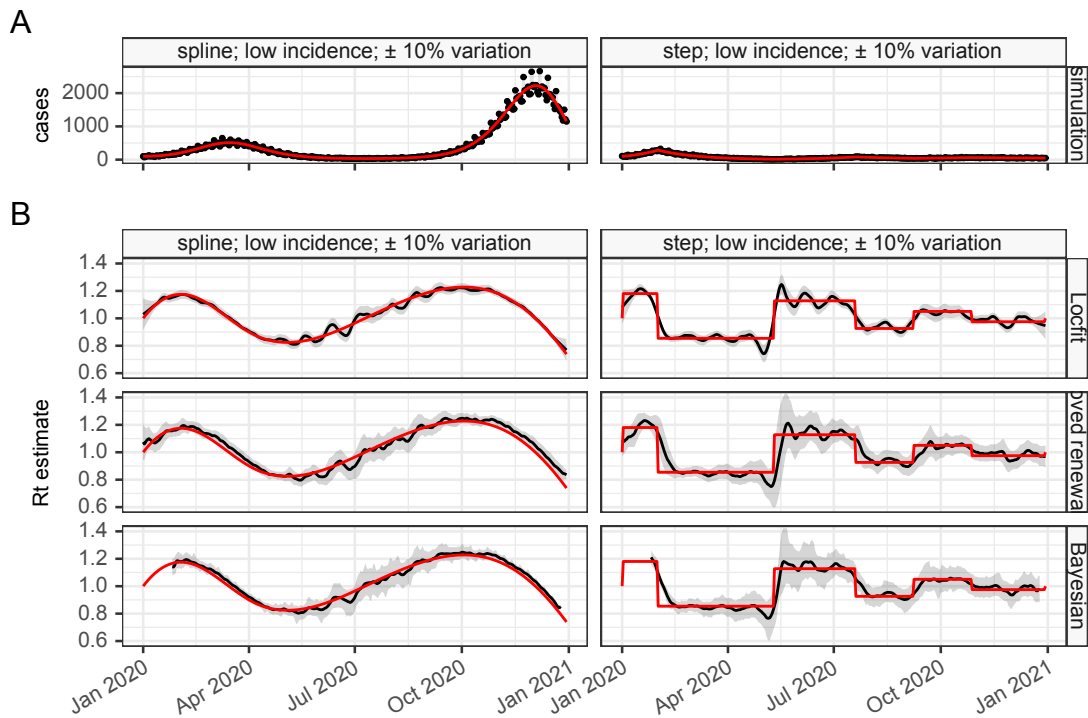 A
spline; low incidence; ± 10% variation
step; low incidence; ± 10% variation
cases
2000
1000
0
simulation
B
spline; low incidence; ± 10% variation
step; low incidence; ± 10% variation
Rt estimate
1.4
1.2
1.0
0.8
0.6
Locfit
1.4
1.2
1.0
0.8
0.6
oved renewa
1.4
1.2
1.0
0.8
0.6
Bayesian
Jan 2020
Apr 2020
Jul 2020
Oct 2020
Jan 2021
Jan 2020
Apr 2020
Jul 2020
Oct 2020
Jan 2021